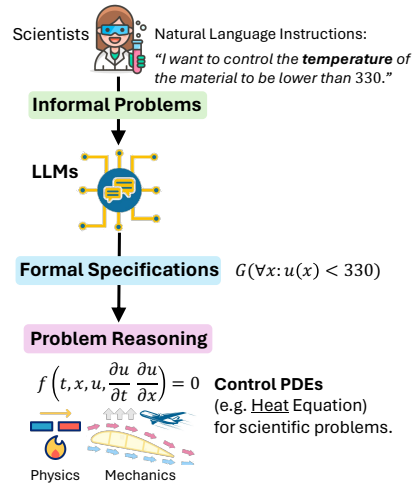 Scientists
Natural Language Instructions:
“I want to control the temperature of
the material to be lower than 330.”
Informal Problems
LLMs
Formal Specifications G(∀x: u(x) < 330)
Problem Reasoning
f(t, x, u, ∂u/∂t ∂u/∂x) = 0
Control PDEs
(e.g. Heat Equation)
for scientific problems.
Physics Mechanics